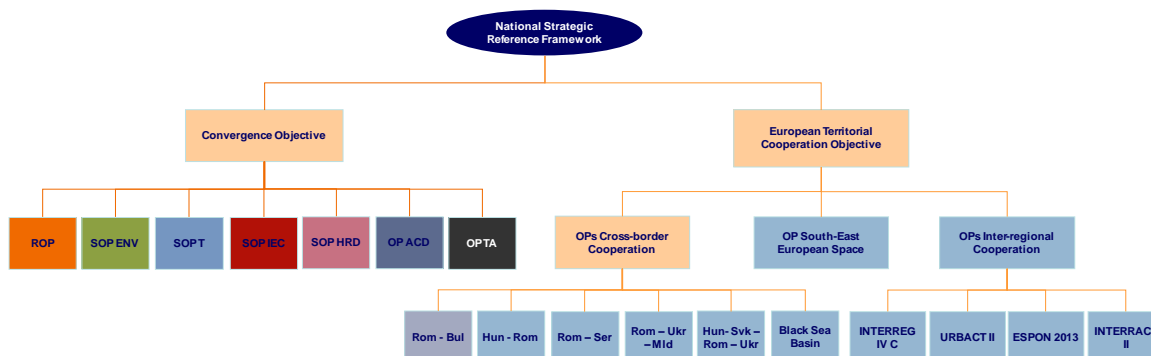 National Strategic
Reference Framework
Convergence Objective
European Territorial
Cooperation Objective
ROP
SOP ENV
SOP T
SOP IEC
SOP HRD
OP ACD
OP TA
OPs Cross-border
Cooperation
OP South-East
European Space
OPs Inter-regional
Cooperation
Rom - Bul
Hun - Rom
Rom – Ser
Rom – Ukr
– Mld
Hun- Svk –
Rom – Ukr
Black Sea
Basin
INTERREG
IV C
URBACT II
ESPON 2013
INTERRAC
II